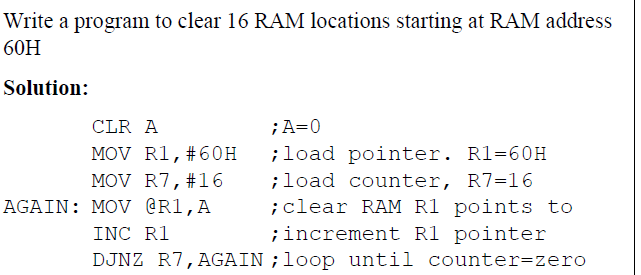 Write a program to clear 16 RAM locations starting at RAM address
60H
Solution:
CLR A ;A=0
MOV R1,#60H ;load pointer. R1=60H
MOV R7,#16 ;load counter, R7=16
AGAIN: MOV @R1,A ;clear RAM R1 points to
INC R1 ;increment R1 pointer
DJNZ R7,AGAIN ;loop until counter=zero